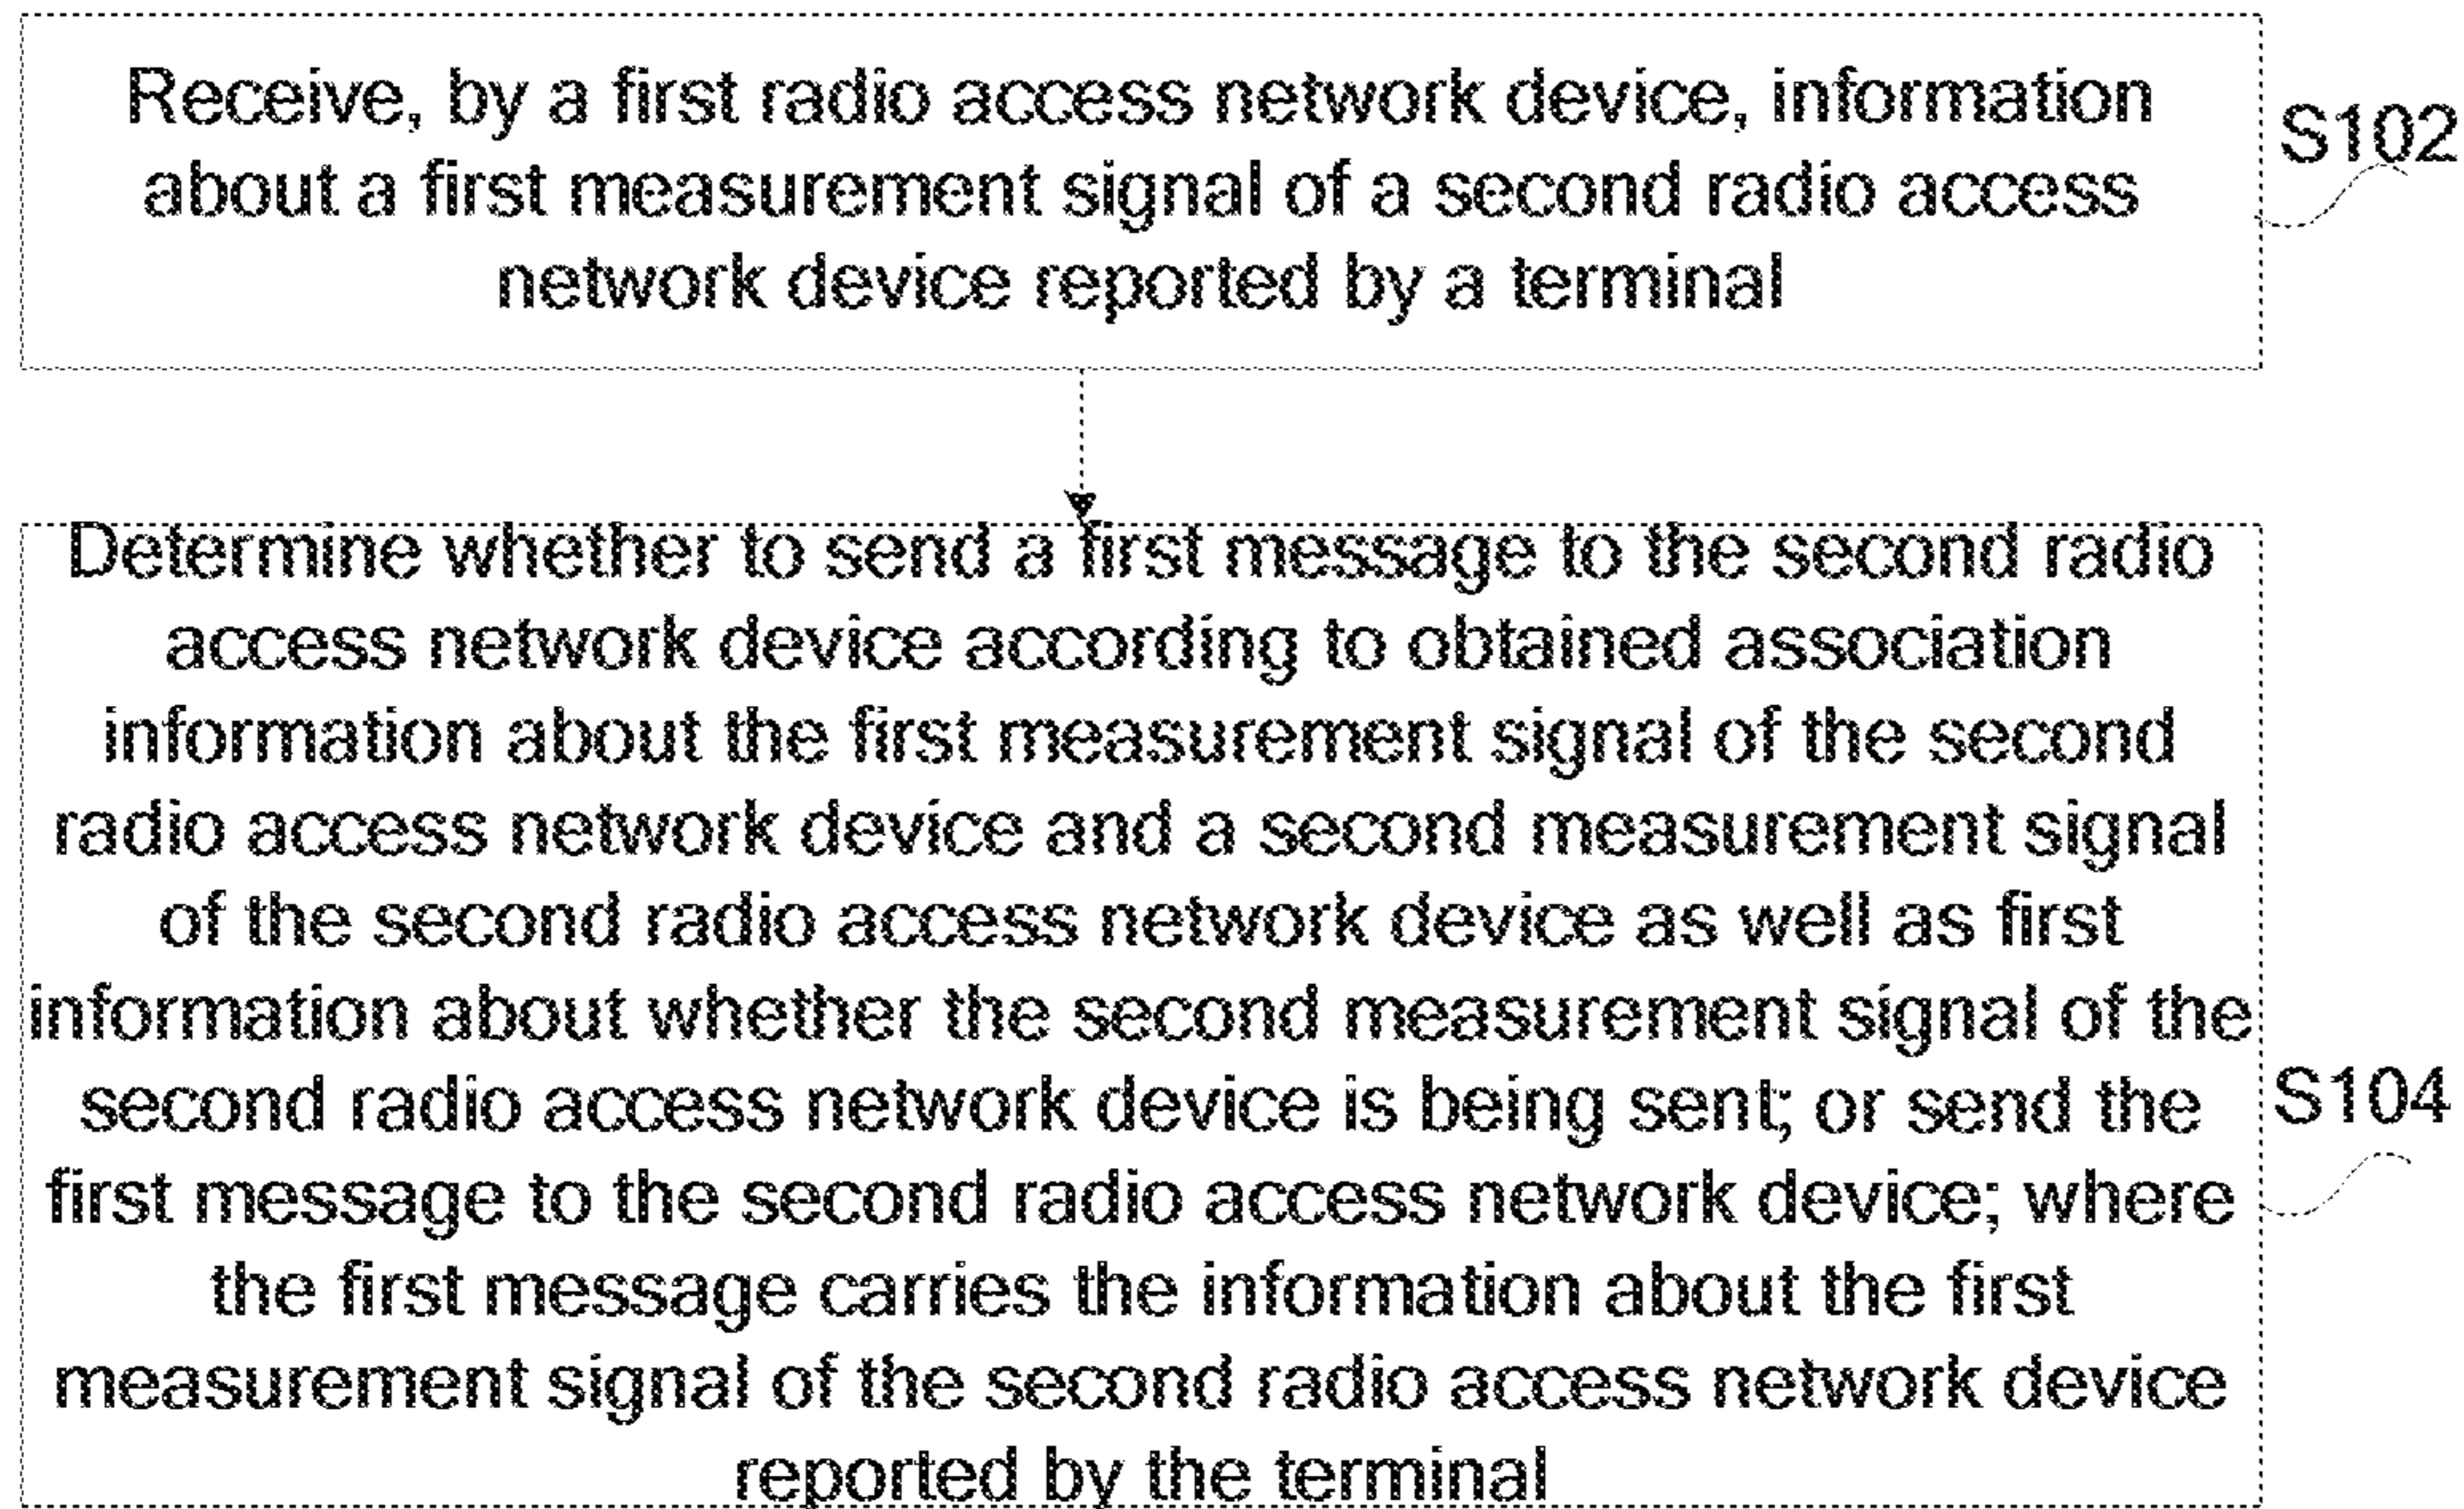 Receive, by a first radio access network device, information
about a first measurement signal of a second radio access
network device reported by a terminal
S102
Determine whether to send a first message to the second radio
access network device according to obtained association
information about the first measurement signal of the second
radio access network device and a second measurement signal
of the second radio access network device as well as first
information about whether the second measurement signal of the
second radio access network device is being sent; or send the
first message to the second radio access network device; where
the first message carries the information about the first
measurement signal of the second radio access network device
reported by the terminal
S104